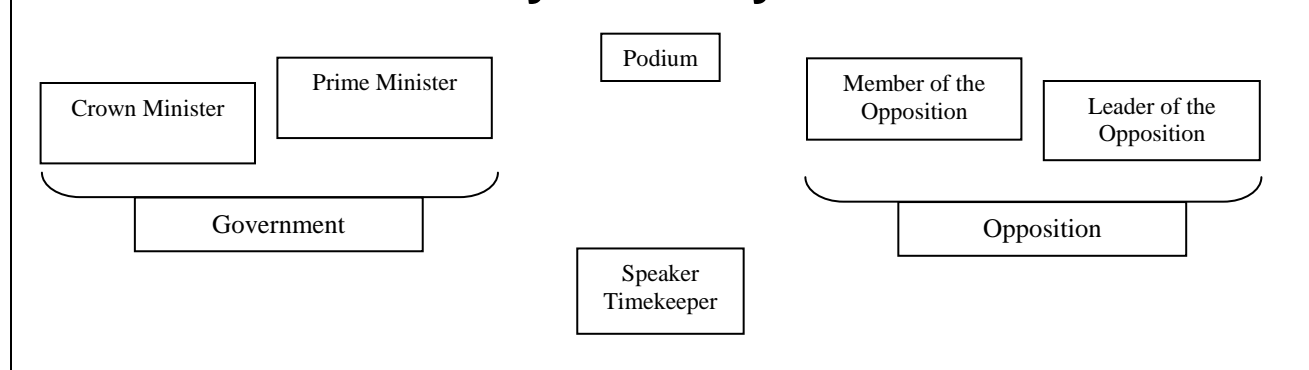 Podium
Prime Minister
Crown Minister
Member of the
Opposition
Leader of the
Opposition
Government
Opposition
Speaker
Timekeeper